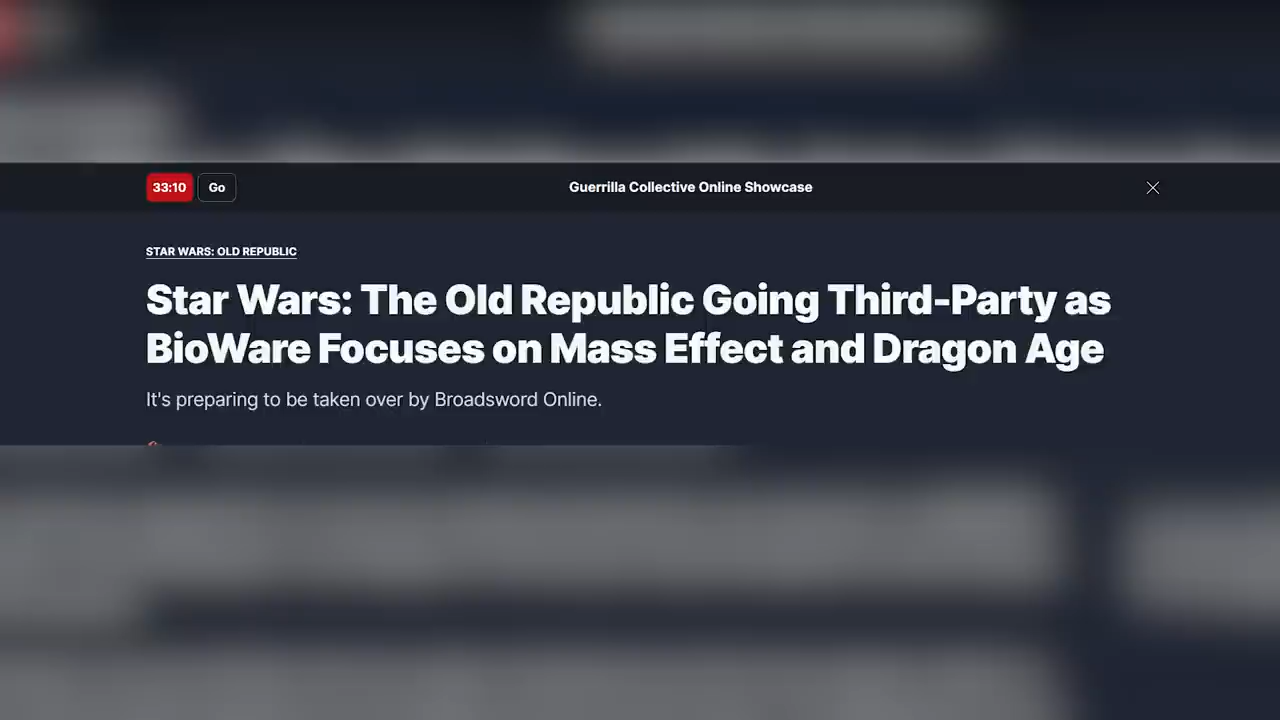 33:10 Go Guerrilla Collective Online Showcase
STAR WARS: OLD REPUBLIC
Star Wars: The Old Republic Going Third-Party as
BioWare Focuses on Mass Effect and Dragon Age
It's preparing to be taken over by Broadsword Online.